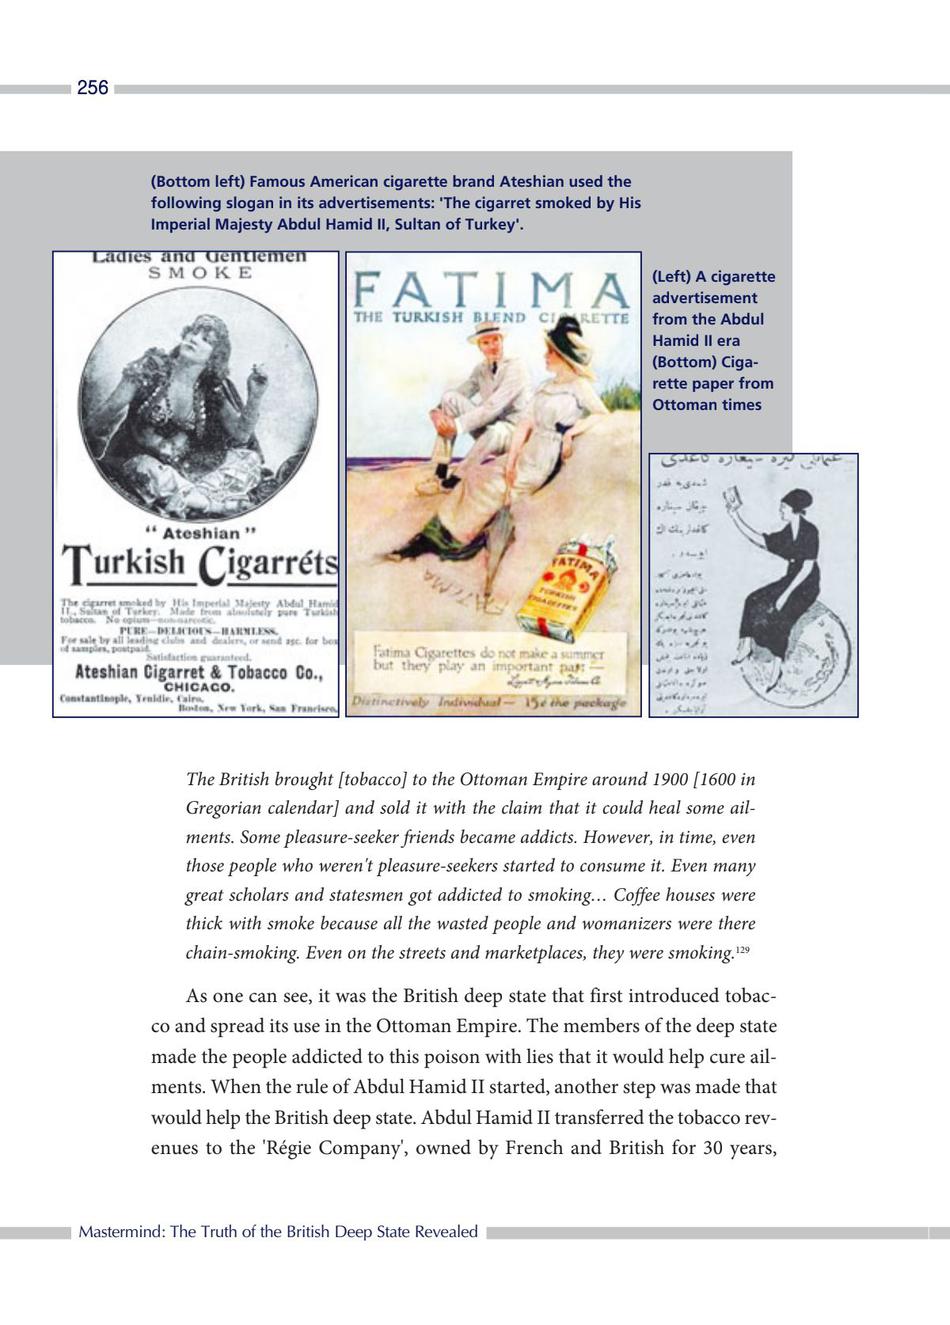 256
(Bottom left) Famous American cigarette brand Ateshian used the
following slogan in its advertisements: 'The cigarret smoked by His
Imperial Majesty Abdul Hamid II, Sultan of Turkey'.
Ladies and Gentlemen
SMOKE
"Ateshian"
Turkish Cigarréts
The cigarret smoked by His Imperial Majesty Abdul Hamid
II., Sultan of Turkey. Made from absolutely pure Turkish
tobacco. No opium—non-narcotic.
PURE—DELICIOUS—HARMLESS.
For sale by all leading clubs and dealers, or send 25c. for box
of samples, postpaid.
Satisfaction guaranteed.
Ateshian Cigarret & Tobacco Co.,
CHICAGO.
Constantinople, Yenidie, Cairo,
Boston, New York, San Francisco.
FATIMA
THE TURKISH BLEND CIGARETTE
FATIMA
TURKISH
CIGARETTES
Fatima Cigarettes do not make a summer
but they play an important part —
Liggett & Myers Tobacco Co
Distinctively Individual — 15¢ the package
(Left) A cigarette
advertisement
from the Abdul
Hamid II era
(Bottom) Ciga-
rette paper from
Ottoman times
The British brought [tobacco] to the Ottoman Empire around 1900 [1600 in
Gregorian calendar] and sold it with the claim that it could heal some ail-
ments. Some pleasure-seeker friends became addicts. However, in time, even
those people who weren't pleasure-seekers started to consume it. Even many
great scholars and statesmen got addicted to smoking… Coffee houses were
thick with smoke because all the wasted people and womanizers were there
chain-smoking. Even on the streets and marketplaces, they were smoking.129
As one can see, it was the British deep state that first introduced tobac-
co and spread its use in the Ottoman Empire. The members of the deep state
made the people addicted to this poison with lies that it would help cure ail-
ments. When the rule of Abdul Hamid II started, another step was made that
would help the British deep state. Abdul Hamid II transferred the tobacco rev-
enues to the 'Régie Company', owned by French and British for 30 years,
Mastermind: The Truth of the British Deep State Revealed